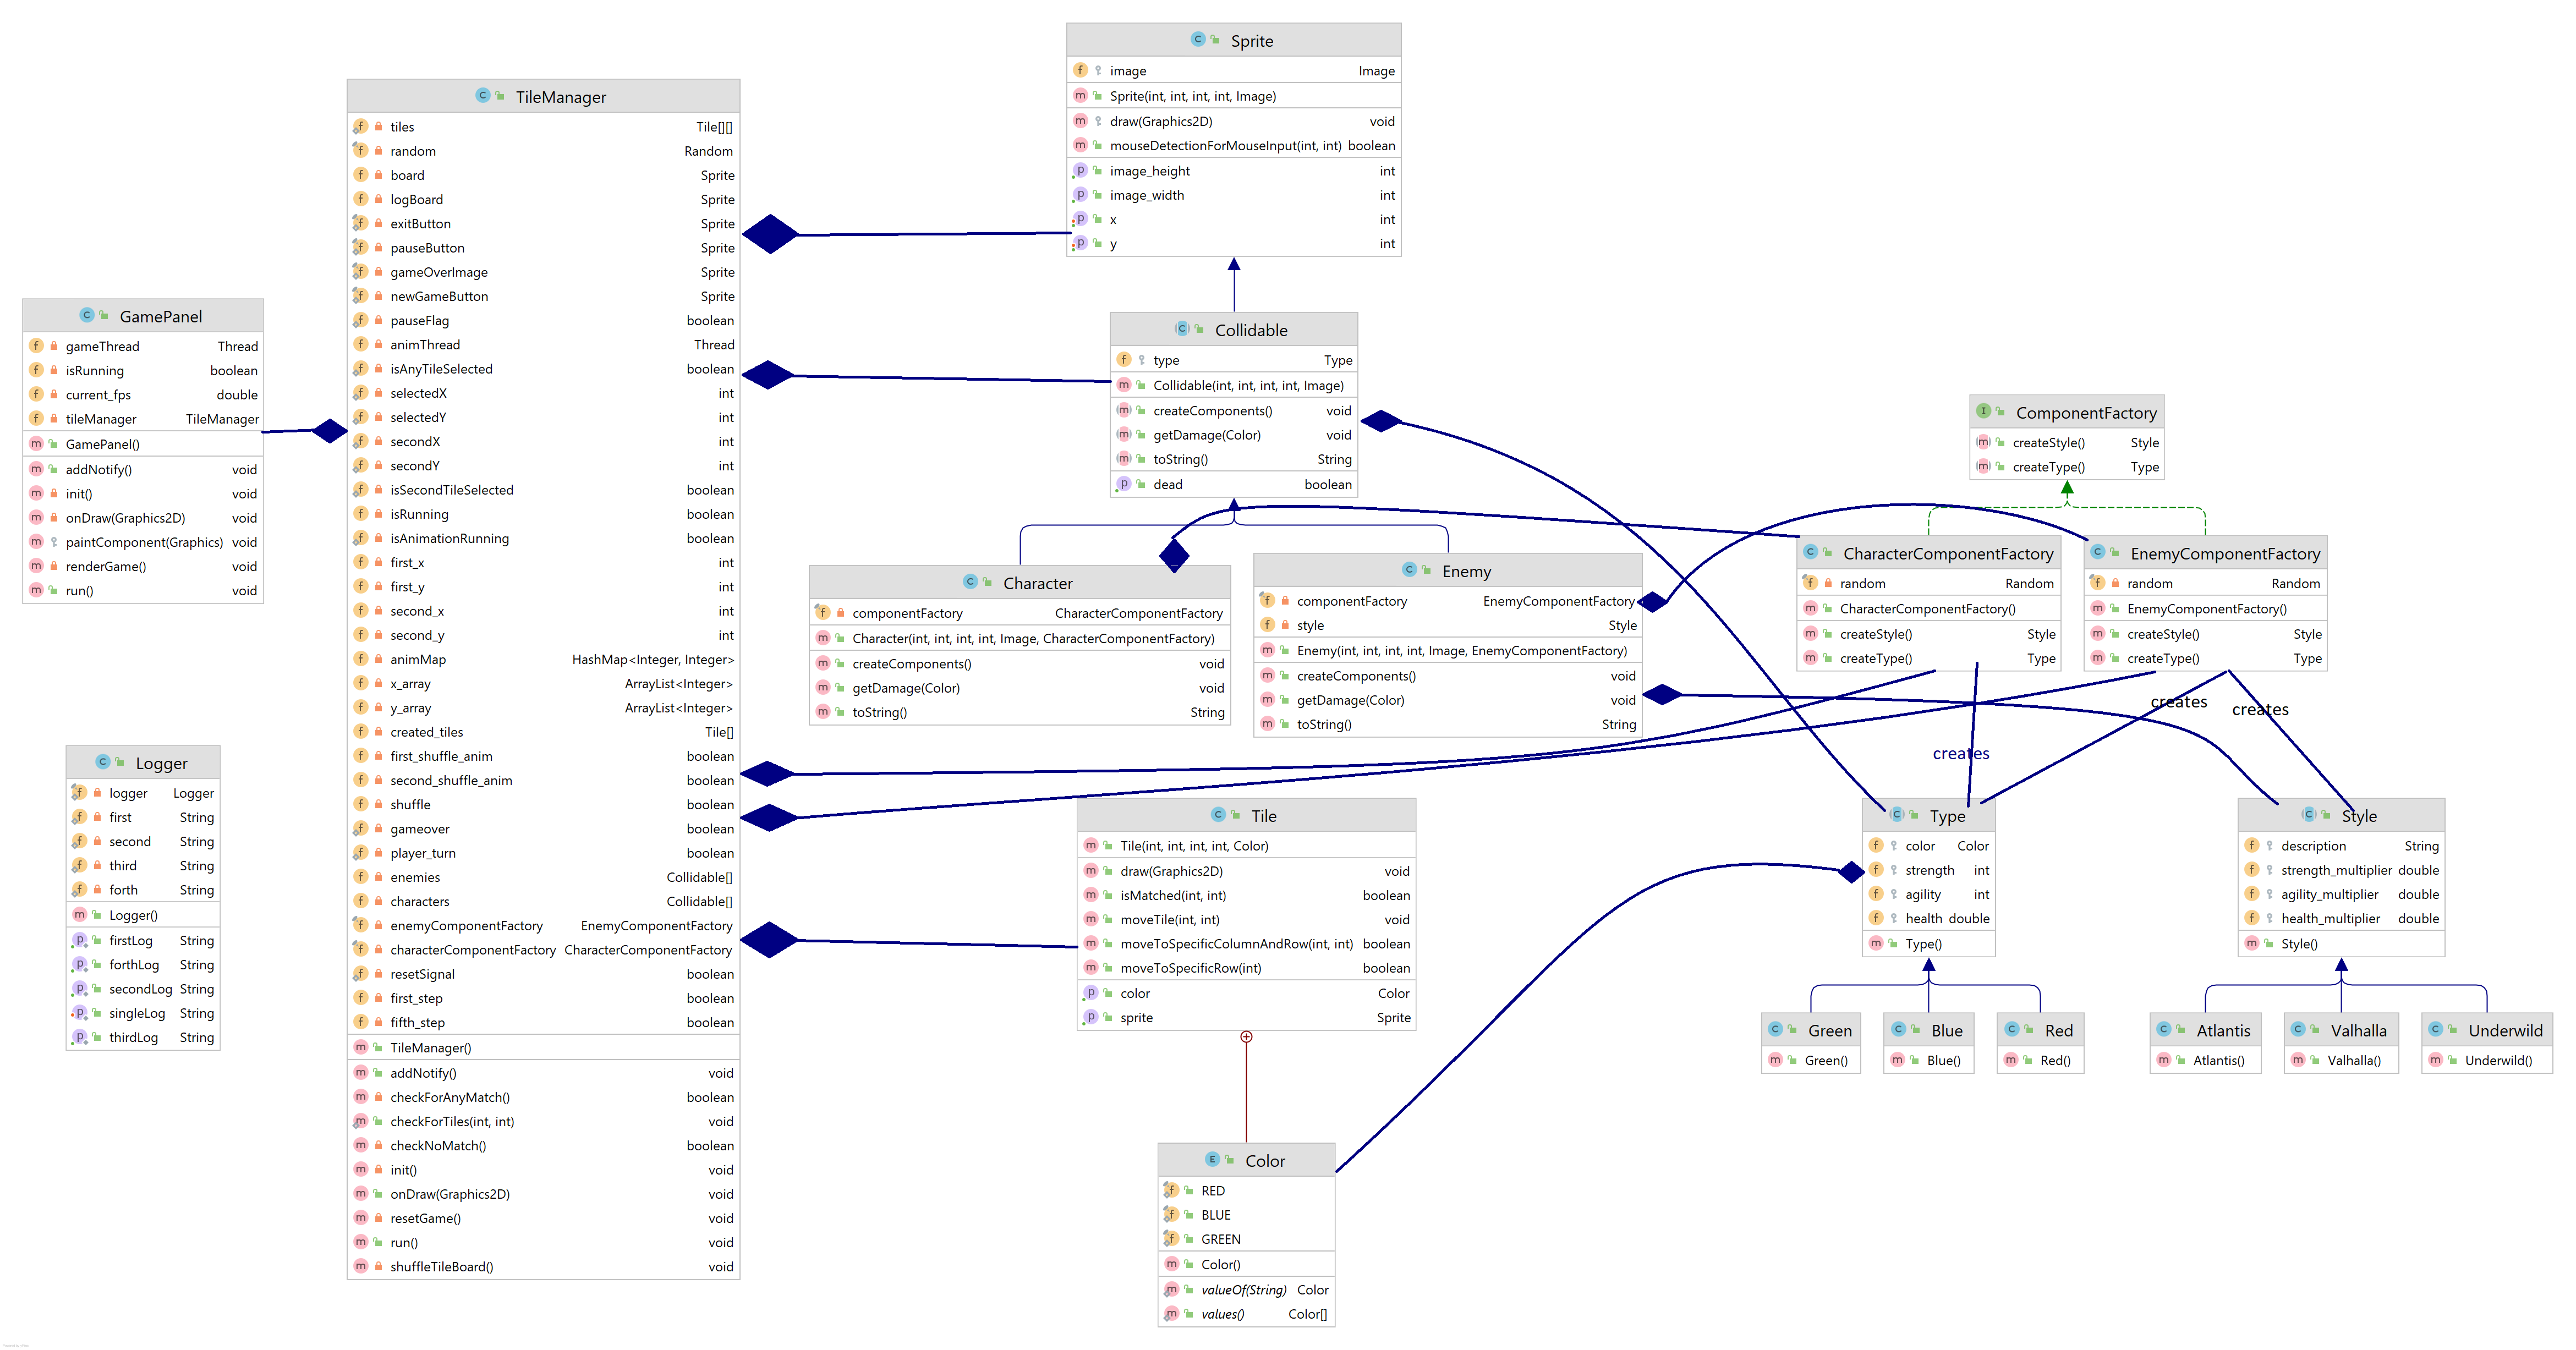 Sprite
image Image
Sprite(int, int, int, int, Image)
draw(Graphics2D) void
mouseDetectionForMouseInput(int, int) boolean
image_height int
image_width int
x int
y int
TileManager
tiles Tile[][]
random Random
board Sprite
logBoard Sprite
exitButton Sprite
pauseButton Sprite
gameOverImage Sprite
newGameButton Sprite
pauseFlag boolean
animThread Thread
isAnyTileSelected boolean
selectedX int
selectedY int
secondX int
secondY int
isSecondTileSelected boolean
isRunning boolean
isAnimationRunning boolean
first_x int
first_y int
second_x int
second_y int
animMap HashMap<Integer, Integer>
x_array ArrayList<Integer>
y_array ArrayList<Integer>
created_tiles Tile[]
first_shuffle_anim boolean
second_shuffle_anim boolean
shuffle boolean
gameover boolean
player_turn boolean
enemies Collidable[]
characters Collidable[]
enemyComponentFactory EnemyComponentFactory
characterComponentFactory CharacterComponentFactory
resetSignal boolean
first_step boolean
fifth_step boolean
TileManager()
addNotify() void
checkForAnyMatch() boolean
checkForTiles(int, int) void
checkNoMatch() boolean
init() void
onDraw(Graphics2D) void
resetGame() void
run() void
shuffleTileBoard() void
GamePanel
gameThread Thread
isRunning boolean
current_fps double
tileManager TileManager
GamePanel()
addNotify() void
init() void
onDraw(Graphics2D) void
paintComponent(Graphics) void
renderGame() void
run() void
Logger
logger Logger
first String
second String
third String
forth String
Logger()
firstLog String
forthLog String
secondLog String
singleLog String
thirdLog String
Collidable
type Type
Collidable(int, int, int, int, Image)
createComponents() void
getDamage(Color) void
toString() String
dead boolean
Character
componentFactory CharacterComponentFactory
Character(int, int, int, int, Image, CharacterComponentFactory)
createComponents() void
getDamage(Color) void
toString() String
Enemy
componentFactory EnemyComponentFactory
style Style
Enemy(int, int, int, int, Image, EnemyComponentFactory)
createComponents() void
getDamage(Color) void
toString() String
ComponentFactory
createStyle() Style
createType() Type
CharacterComponentFactory
random Random
CharacterComponentFactory()
createStyle() Style
createType() Type
EnemyComponentFactory
random Random
EnemyComponentFactory()
createStyle() Style
createType() Type
creates
creates
creates
Tile
Tile(int, int, int, int, Color)
draw(Graphics2D) void
isMatched(int, int) boolean
moveTile(int, int) void
moveToSpecificColumnAndRow(int, int) boolean
moveToSpecificRow(int) boolean
color Color
sprite Sprite
Type
color Color
strength int
agility int
health double
Type()
Style
description String
strength_multiplier double
agility_multiplier double
health_multiplier double
Style()
Green
Green()
Blue
Blue()
Red
Red()
Atlantis
Atlantis()
Valhalla
Valhalla()
Underwild
Underwild()
Color
RED
BLUE
GREEN
Color()
valueOf(String) Color
values() Color[]